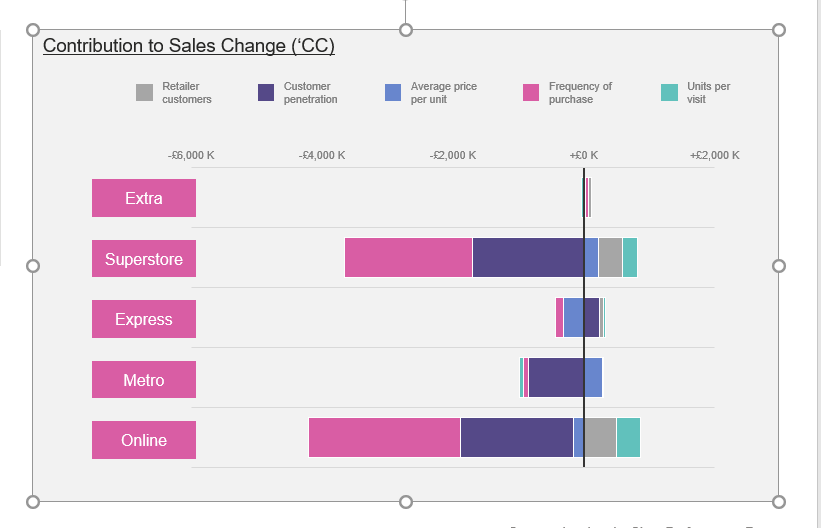 Contribution to Sales Change (‘CC)
Retailer customers
Customer penetration
Average price per unit
Frequency of purchase
Units per visit
-£6,000 K
-£4,000 K
-£2,000 K
+£0 K
+£2,000 K
Extra
Superstore
Express
Metro
Online